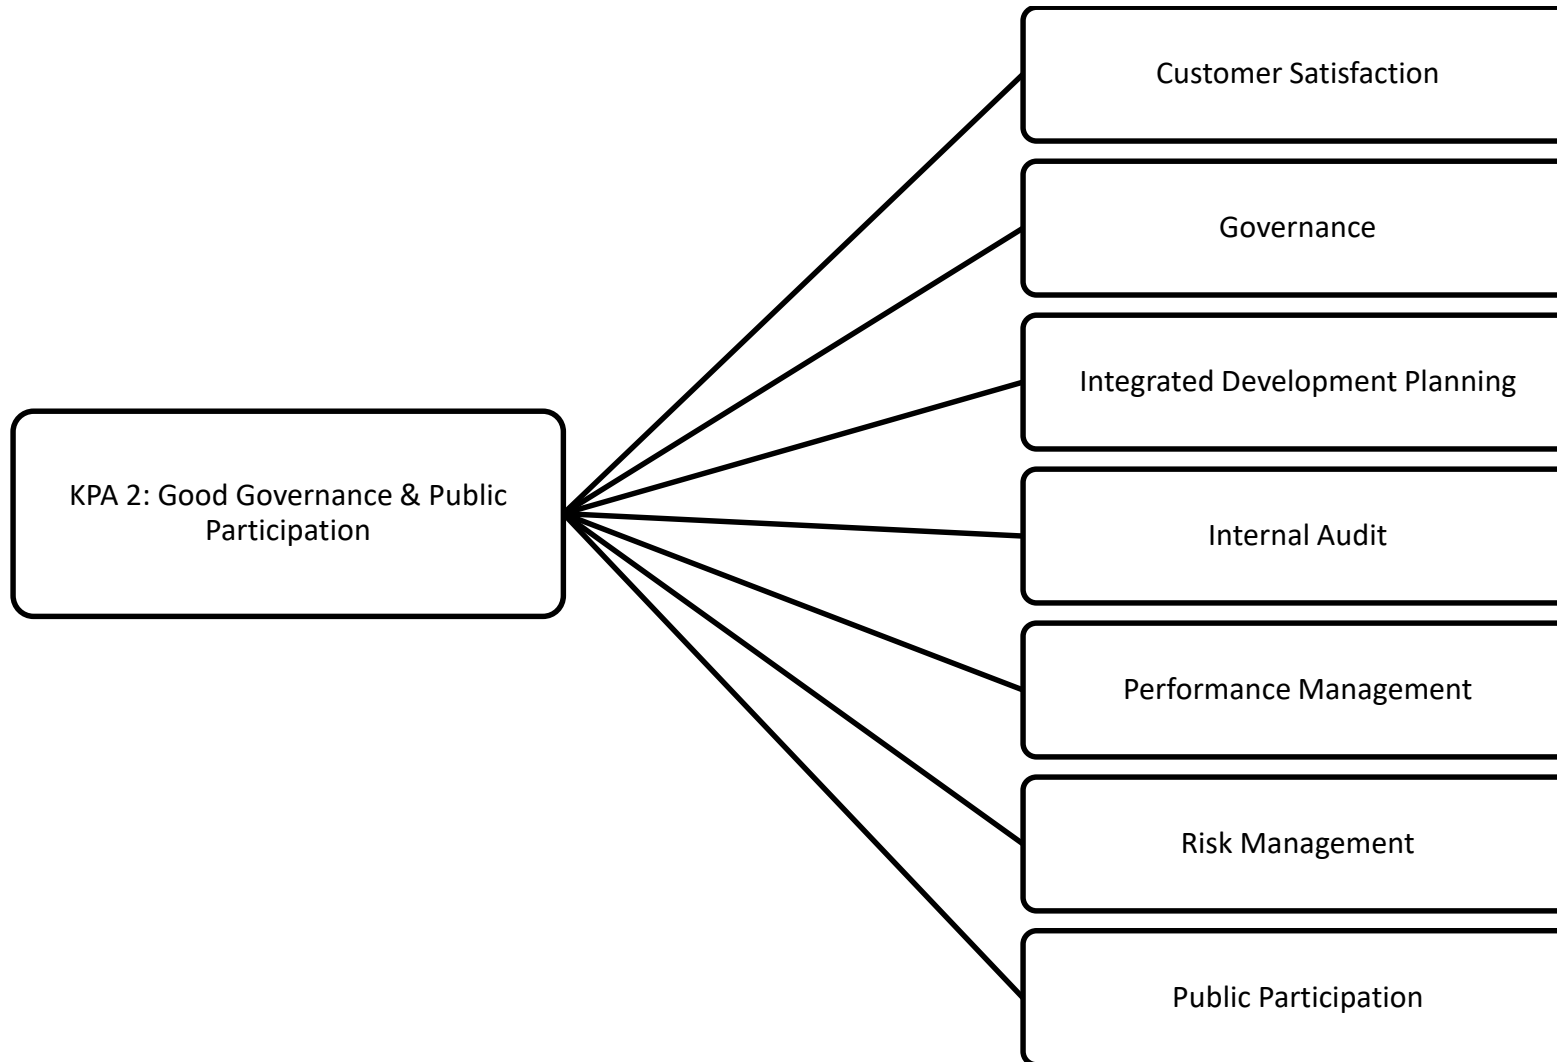 Customer Satisfaction
Governance
Integrated Development Planning
KPA 2: Good Governance & Public
Participation
Internal Audit
Performance Management
Risk Management
Public Participation